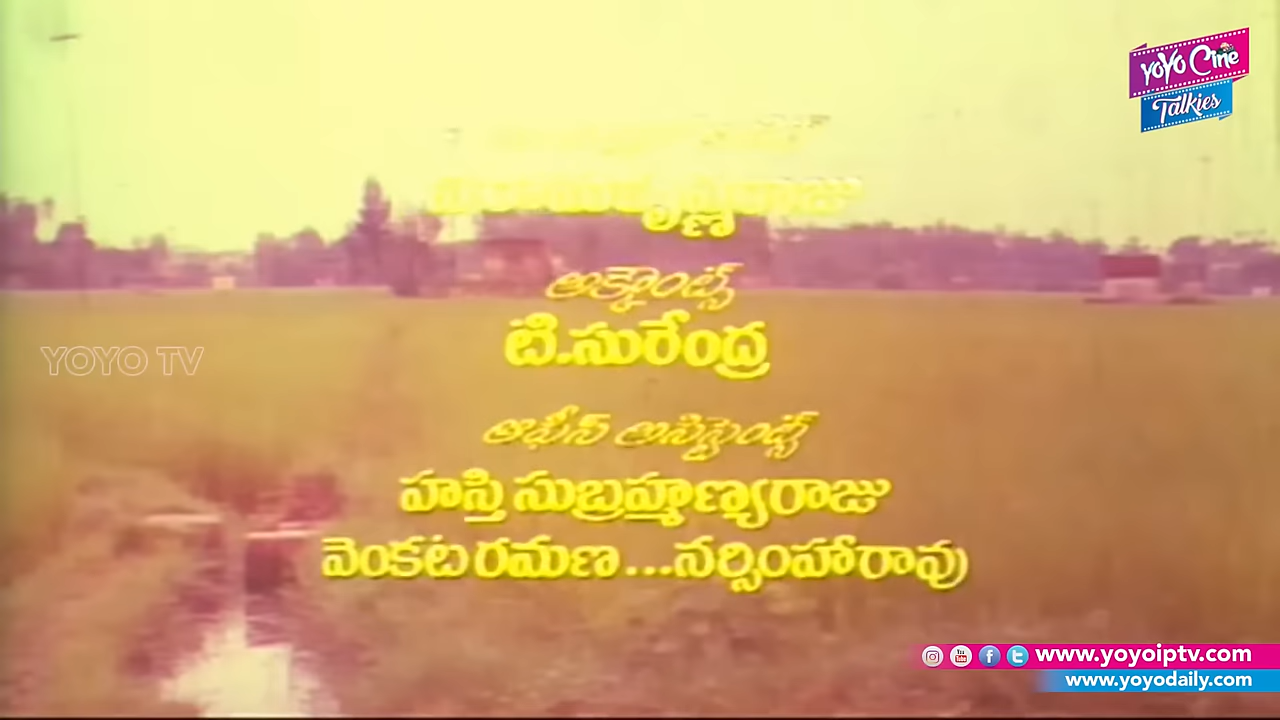 YOYO Cine
Talkies
అక్కౌంట్స్
టి.సురేంద్ర
YOYO TV
ఆఫీస్ అసిస్టెంట్స్
హస్తి సుబ్రహ్మణ్యరాజు
వెంకటరమణ...నర్సింహారావు
www.yoyoiptv.com
www.yoyodaily.com